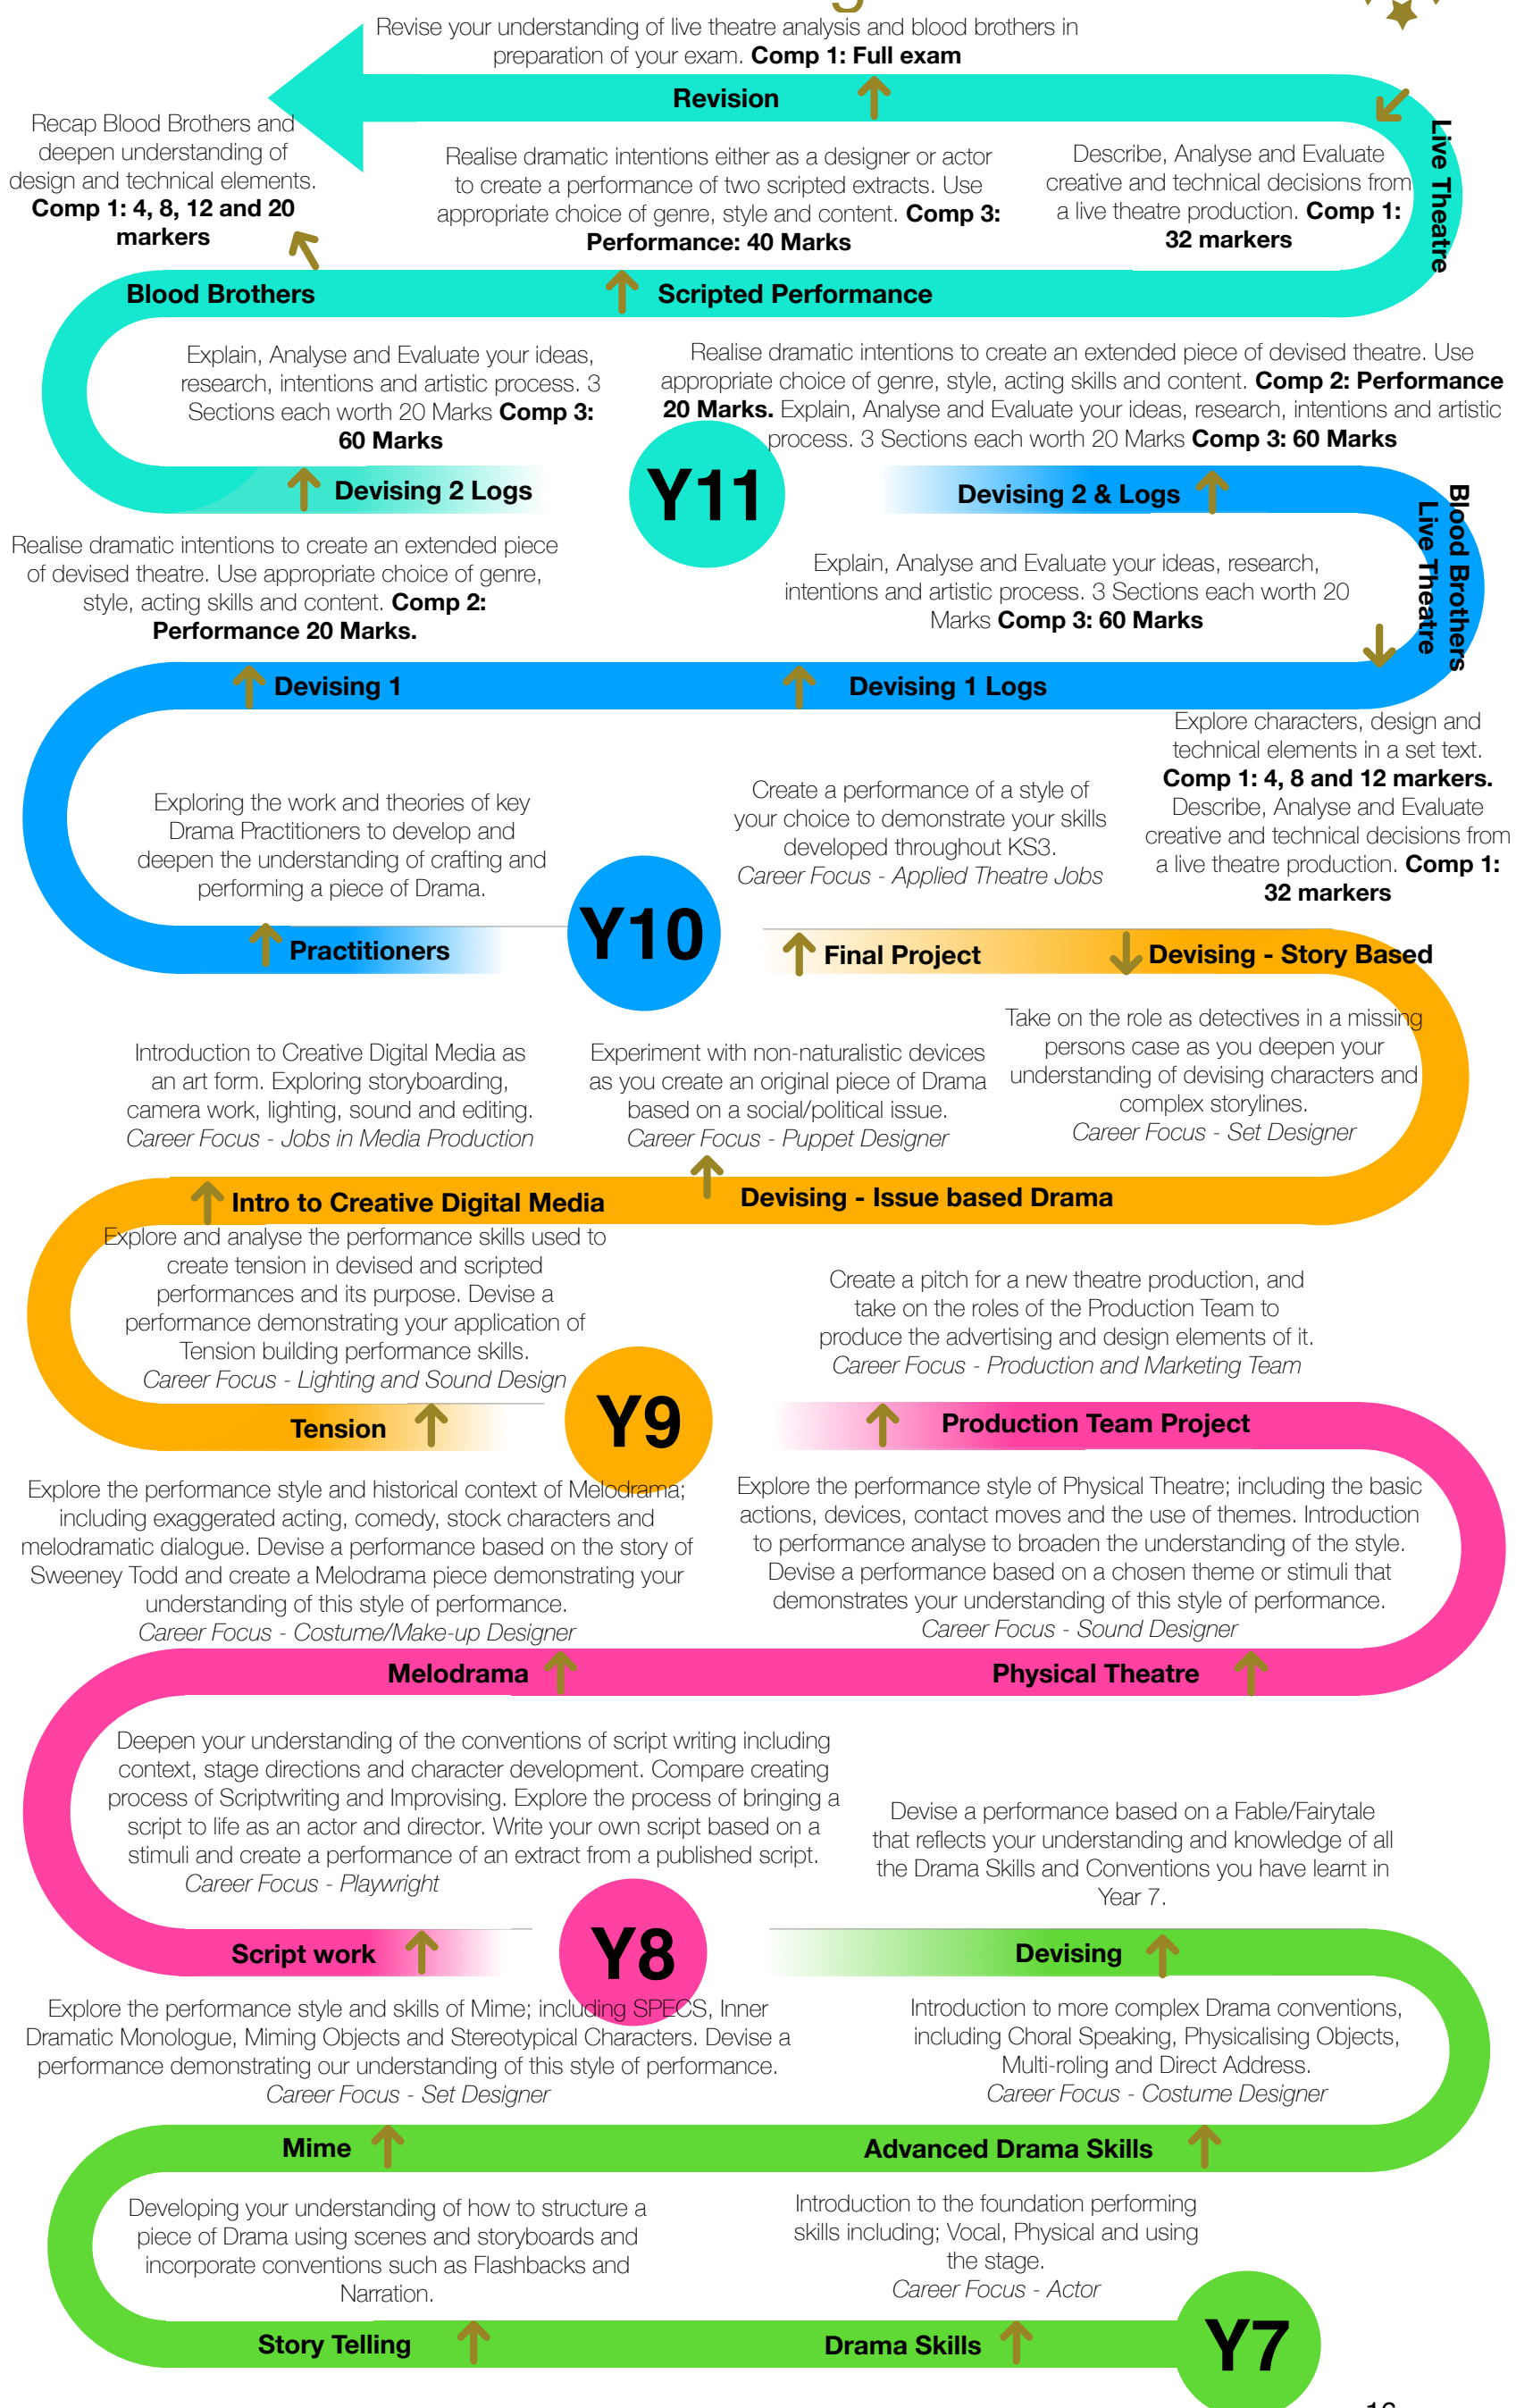 Revise your understanding of live theatre analysis and blood brothers in
preparation of your exam. Comp 1: Full exam
Revision
Live Theatre
Recap Blood Brothers and
deepen understanding of
design and technical elements.
Comp 1: 4, 8, 12 and 20
markers
Realise dramatic intentions either as a designer or actor
to create a performance of two scripted extracts. Use
appropriate choice of genre, style and content. Comp 3:
Performance: 40 Marks
Describe, Analyse and Evaluate
creative and technical decisions from
a live theatre production. Comp 1:
32 markers
Blood Brothers
Scripted Performance
Explain, Analyse and Evaluate your ideas,
research, intentions and artistic process. 3
Sections each worth 20 Marks Comp 3:
60 Marks
Realise dramatic intentions to create an extended piece of devised theatre. Use
appropriate choice of genre, style, acting skills and content. Comp 2: Performance
20 Marks. Explain, Analyse and Evaluate your ideas, research, intentions and artistic
process. 3 Sections each worth 20 Marks Comp 3: 60 Marks
Devising 2 Logs
Y11
Devising 2 & Logs
Blood Brothers
Live Theatre
Realise dramatic intentions to create an extended piece
of devised theatre. Use appropriate choice of genre,
style, acting skills and content. Comp 2:
Performance 20 Marks.
Explain, Analyse and Evaluate your ideas, research,
intentions and artistic process. 3 Sections each worth 20
Marks Comp 3: 60 Marks
Devising 1
Devising 1 Logs
Explore characters, design and
technical elements in a set text.
Comp 1: 4, 8 and 12 markers.
Describe, Analyse and Evaluate
creative and technical decisions from
a live theatre production. Comp 1:
32 markers
Exploring the work and theories of key
Drama Practitioners to develop and
deepen the understanding of crafting and
performing a piece of Drama.
Create a performance of a style of
your choice to demonstrate your skills
developed throughout KS3.
Career Focus - Applied Theatre Jobs
Practitioners
Y10
Final Project
Devising - Story Based
Introduction to Creative Digital Media as
an art form. Exploring storyboarding,
camera work, lighting, sound and editing.
Career Focus - Jobs in Media Production
Experiment with non-naturalistic devices
as you create an original piece of Drama
based on a social/political issue.
Career Focus - Puppet Designer
Take on the role as detectives in a missing
persons case as you deepen your
understanding of devising characters and
complex storylines.
Career Focus - Set Designer
Intro to Creative Digital Media
Devising - Issue based Drama
Explore and analyse the performance skills used to
create tension in devised and scripted
performances and its purpose. Devise a
performance demonstrating your application of
Tension building performance skills.
Career Focus - Lighting and Sound Design
Create a pitch for a new theatre production, and
take on the roles of the Production Team to
produce the advertising and design elements of it.
Career Focus - Production and Marketing Team
Tension
Y9
Production Team Project
Explore the performance style and historical context of Melodrama;
including exaggerated acting, comedy, stock characters and
melodramatic dialogue. Devise a performance based on the story of
Sweeney Todd and create a Melodrama piece demonstrating your
understanding of this style of performance.
Career Focus - Costume/Make-up Designer
Explore the performance style of Physical Theatre; including the basic
actions, devices, contact moves and the use of themes. Introduction
to performance analyse to broaden the understanding of the style.
Devise a performance based on a chosen theme or stimuli that
demonstrates your understanding of this style of performance.
Career Focus - Sound Designer
Melodrama
Physical Theatre
Deepen your understanding of the conventions of script writing including
context, stage directions and character development. Compare creating
process of Scriptwriting and Improvising. Explore the process of bringing a
script to life as an actor and director. Write your own script based on a
stimuli and create a performance of an extract from a published script.
Career Focus - Playwright
Devise a performance based on a Fable/Fairytale
that reflects your understanding and knowledge of all
the Drama Skills and Conventions you have learnt in
Year 7.
Script work
Y8
Devising
Explore the performance style and skills of Mime; including SPECS, Inner
Dramatic Monologue, Miming Objects and Stereotypical Characters. Devise a
performance demonstrating our understanding of this style of performance.
Career Focus - Set Designer
Introduction to more complex Drama conventions,
including Choral Speaking, Physicalising Objects,
Multi-roling and Direct Address.
Career Focus - Costume Designer
Mime
Advanced Drama Skills
Developing your understanding of how to structure a
piece of Drama using scenes and storyboards and
incorporate conventions such as Flashbacks and
Narration.
Introduction to the foundation performing
skills including; Vocal, Physical and using
the stage.
Career Focus - Actor
Story Telling
Drama Skills
Y7